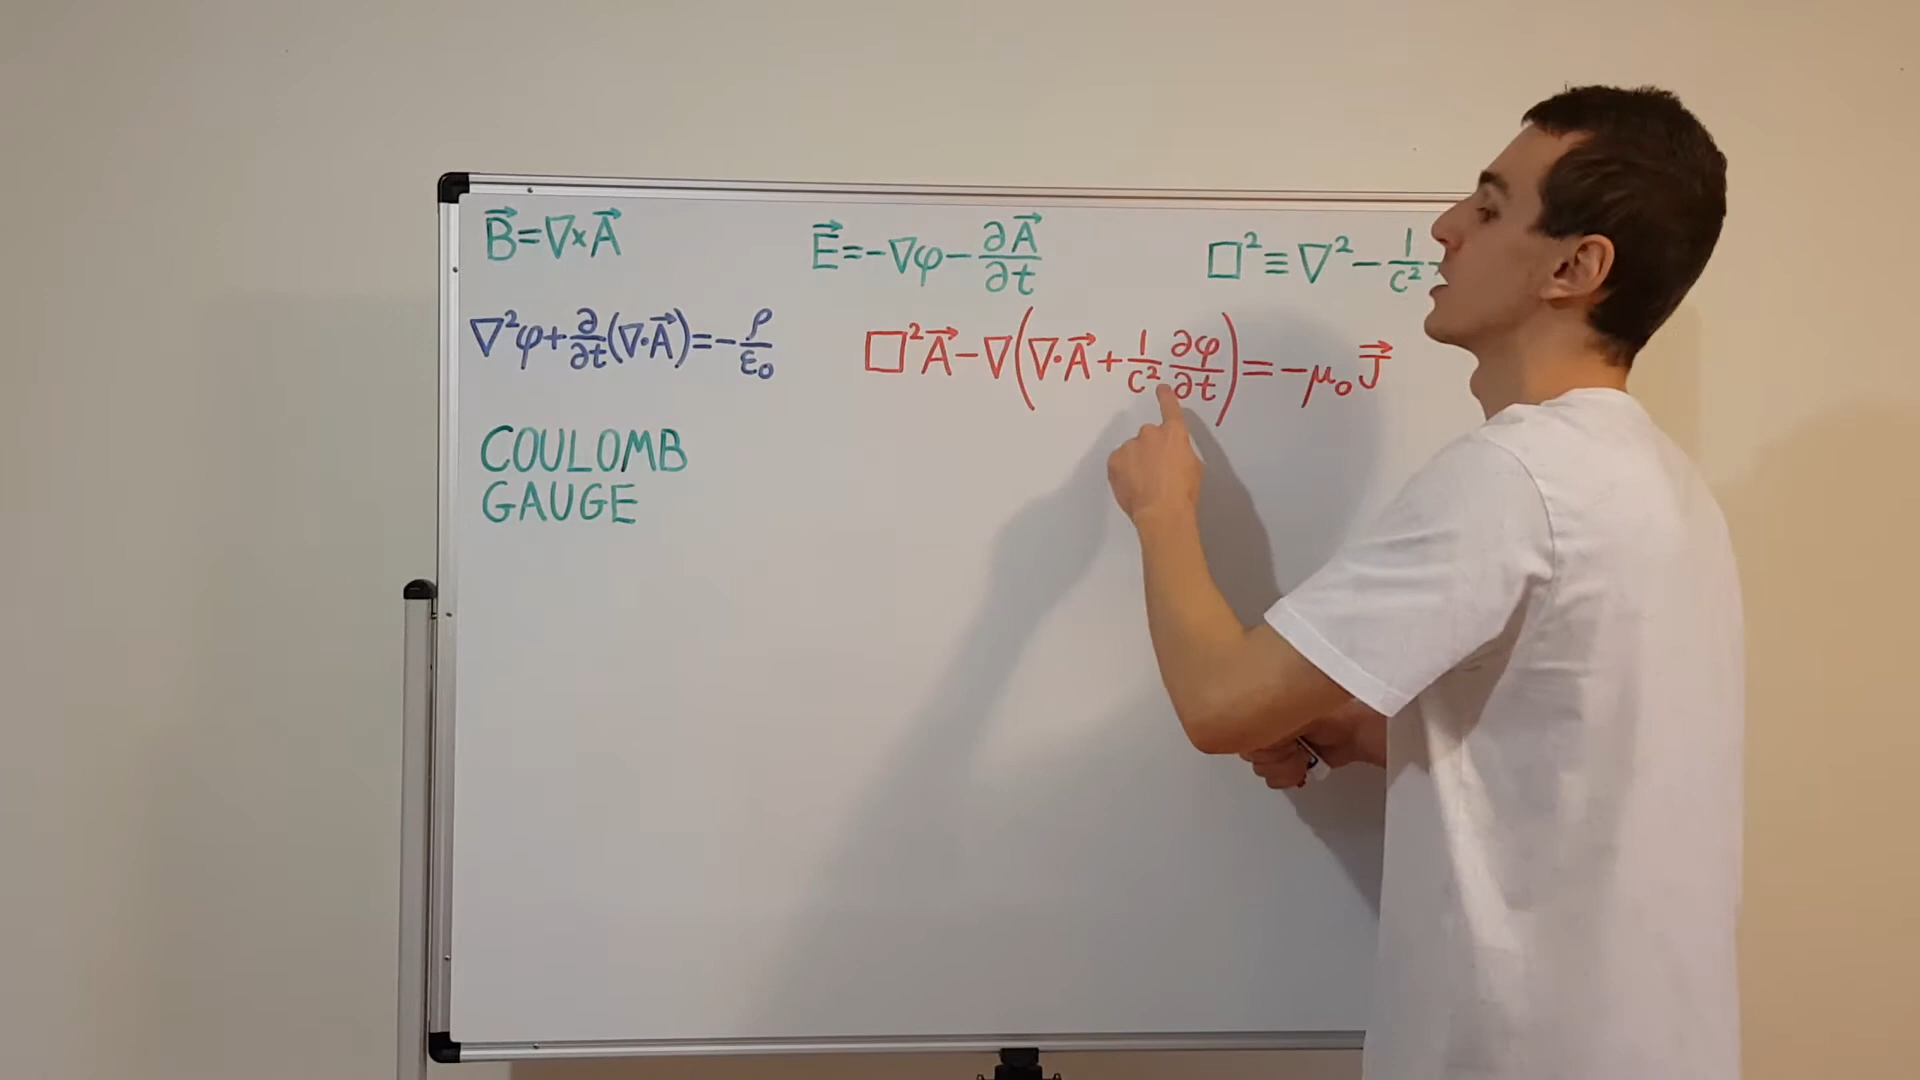 B⃗=∇×A⃗
E⃗=-∇φ-∂A⃗/∂t
□²≡∇²-1/c²
∇²φ+∂/∂t(∇·A⃗)=-ρ/ε₀
□²A⃗-∇(∇·A⃗+1/c² ∂φ/∂t)=-μ₀J⃗
COULOMB
GAUGE